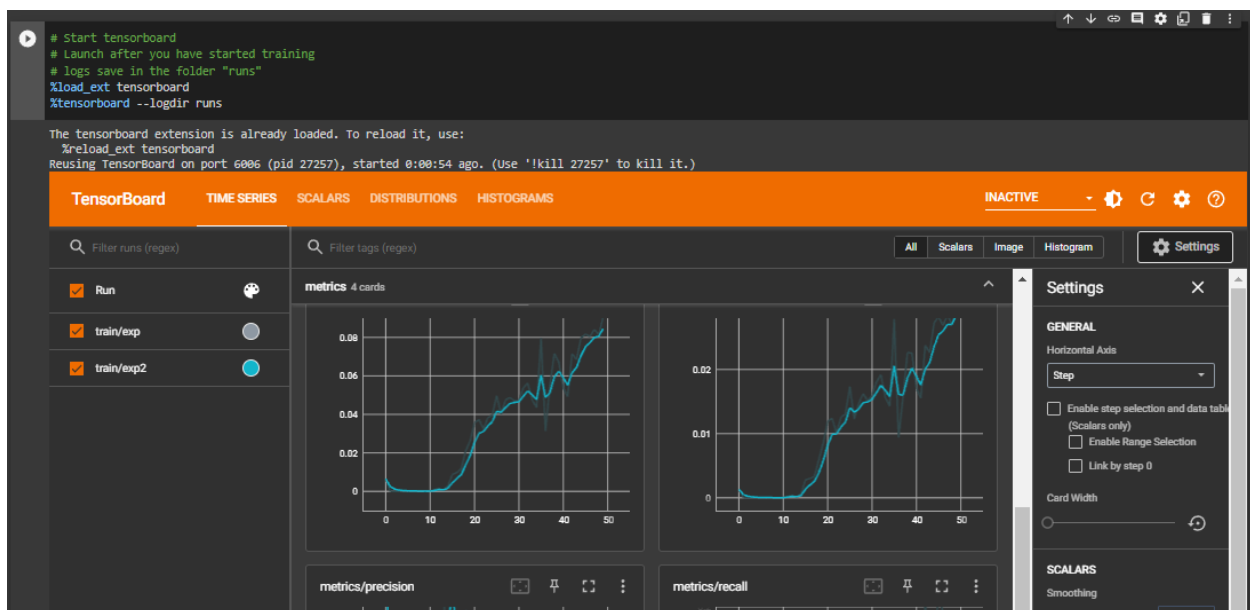 # Start tensorboard
# Launch after you have started training
# logs save in the folder "runs"
%load_ext tensorboard
%tensorboard --logdir runs
The tensorboard extension is already loaded. To reload it, use:
%reload_ext tensorboard
Reusing TensorBoard on port 6006 (pid 27257), started 0:00:54 ago. (Use '!kill 27257' to kill it.)
TensorBoard TIME SERIES SCALARS DISTRIBUTIONS HISTOGRAMS INACTIVE
Filter runs (regex) Filter tags (regex) All Scalars Image Histogram Settings
Run
train/exp
train/exp2
metrics 4 cards
0.08
0.06
0.04
0.02
0
0 10 20 30 40 50
0.02
0.01
0
0 10 20 30 40 50
metrics/precision
metrics/recall
Settings
GENERAL
Horizontal Axis
Step
Enable step selection and data table
(Scalars only)
Enable Range Selection
Link by step 0
Card Width
SCALARS
Smoothing